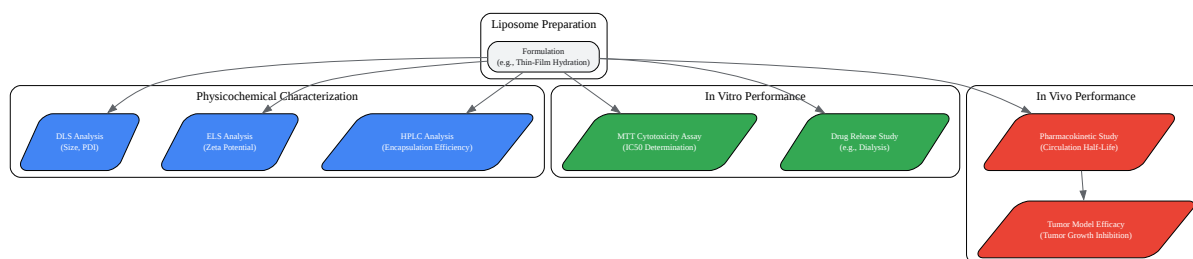 Liposome Preparation
Formulation
(e.g., Thin-Film Hydration)
Physicochemical Characterization
DLS Analysis
(Size, PDI)
ELS Analysis
(Zeta Potential)
HPLC Analysis
(Encapsulation Efficiency)
In Vitro Performance
MTT Cytotoxicity Assay
(IC50 Determination)
Drug Release Study
(e.g., Dialysis)
In Vivo Performance
Pharmacokinetic Study
(Circulation Half-Life)
Tumor Model Efficacy
(Tumor Growth Inhibition)